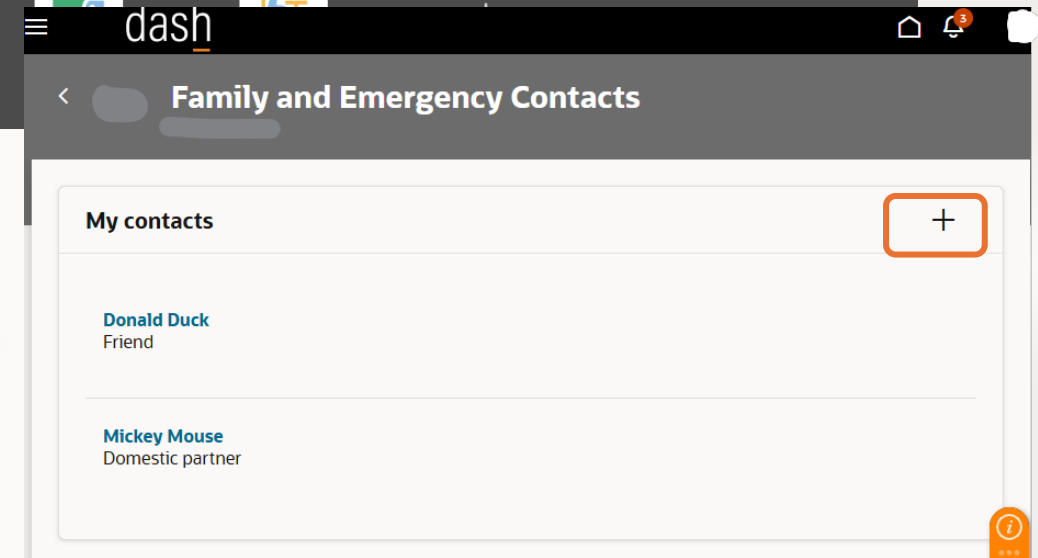 dash
3
Family and Emergency Contacts
My contacts
+
Donald Duck
Friend
Mickey Mouse
Domestic partner
i